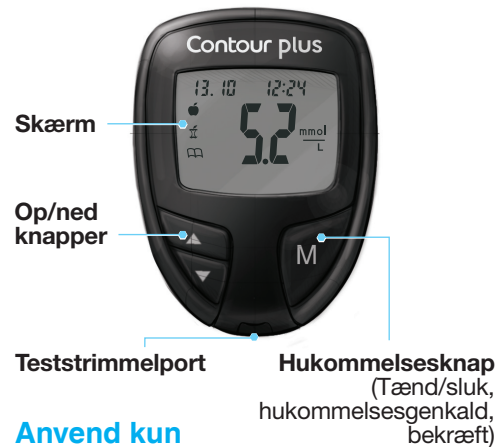 Contour plus
13.10 12:24
5.2 mmol/L
Skærm
Op/ned
knapper
M
Teststrimmelport
Hukommelsesknap
(Tænd/sluk,
hukommelsesgenkald,
bekræft)
Anvend kun